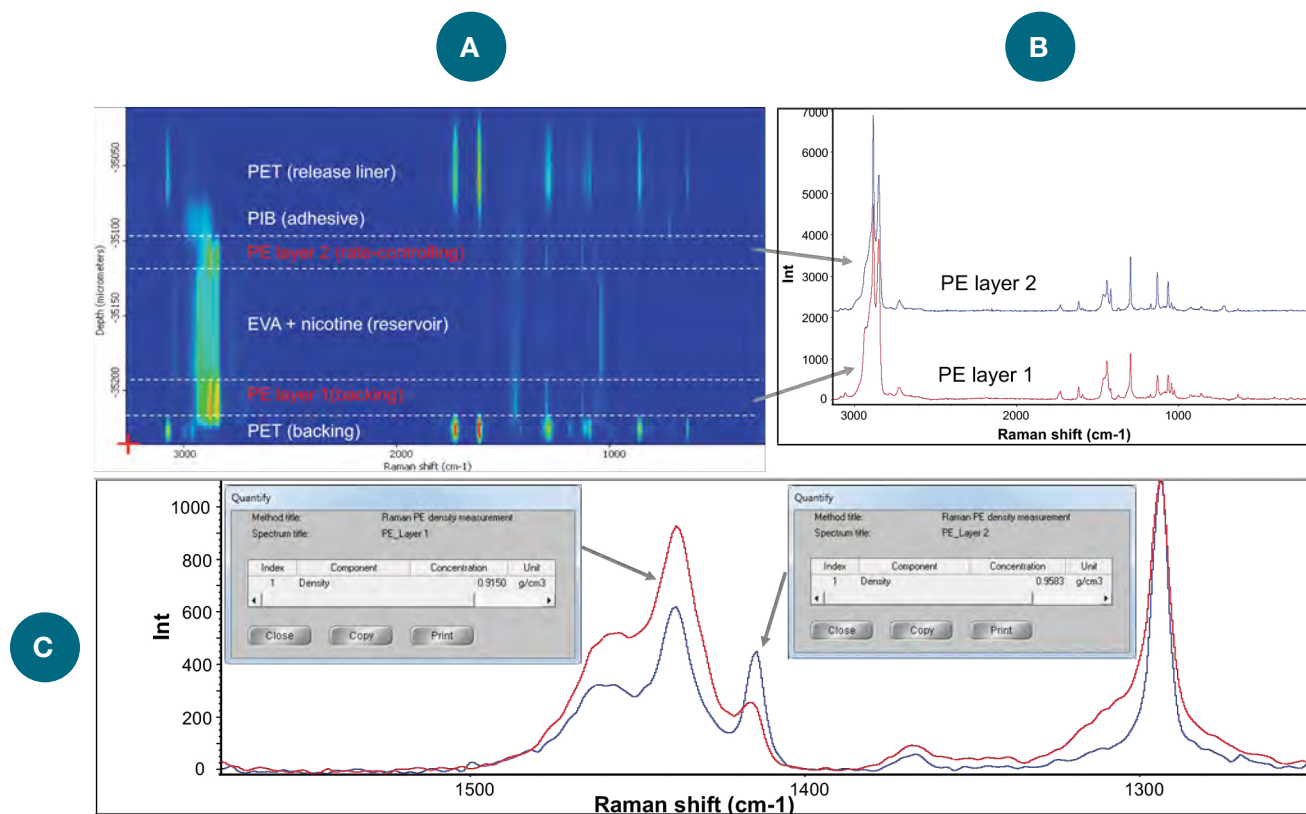 A
B
PET (release liner)
PIB (adhesive)
PE layer 2 (rate-controlling)
EVA + nicotine (reservoir)
PE layer 1(backing)
PET (backing)
Depth (micrometers)
-35050
-35100
-35150
-35200
3000
2000
1000
Raman shift (cm-1)
7000
6000
5000
4000
3000
2000
1000
0
Int
PE layer 2
PE layer 1
3000
2000
1000
Raman shift (cm-1)
C
Quantify
Method title: Raman PE density measurement
Spectrum title: PE_Layer 1
Index Component Concentration Unit
1 Density 0.9150 g/cm3
Close Copy Print
Quantify
Method title: Raman PE density measurement
Spectrum title: PE_Layer 2
Index Component Concentration Unit
1 Density 0.9583 g/cm3
Close Copy Print
1000
800
600
400
200
0
Int
1500
1400
1300
Raman shift (cm-1)